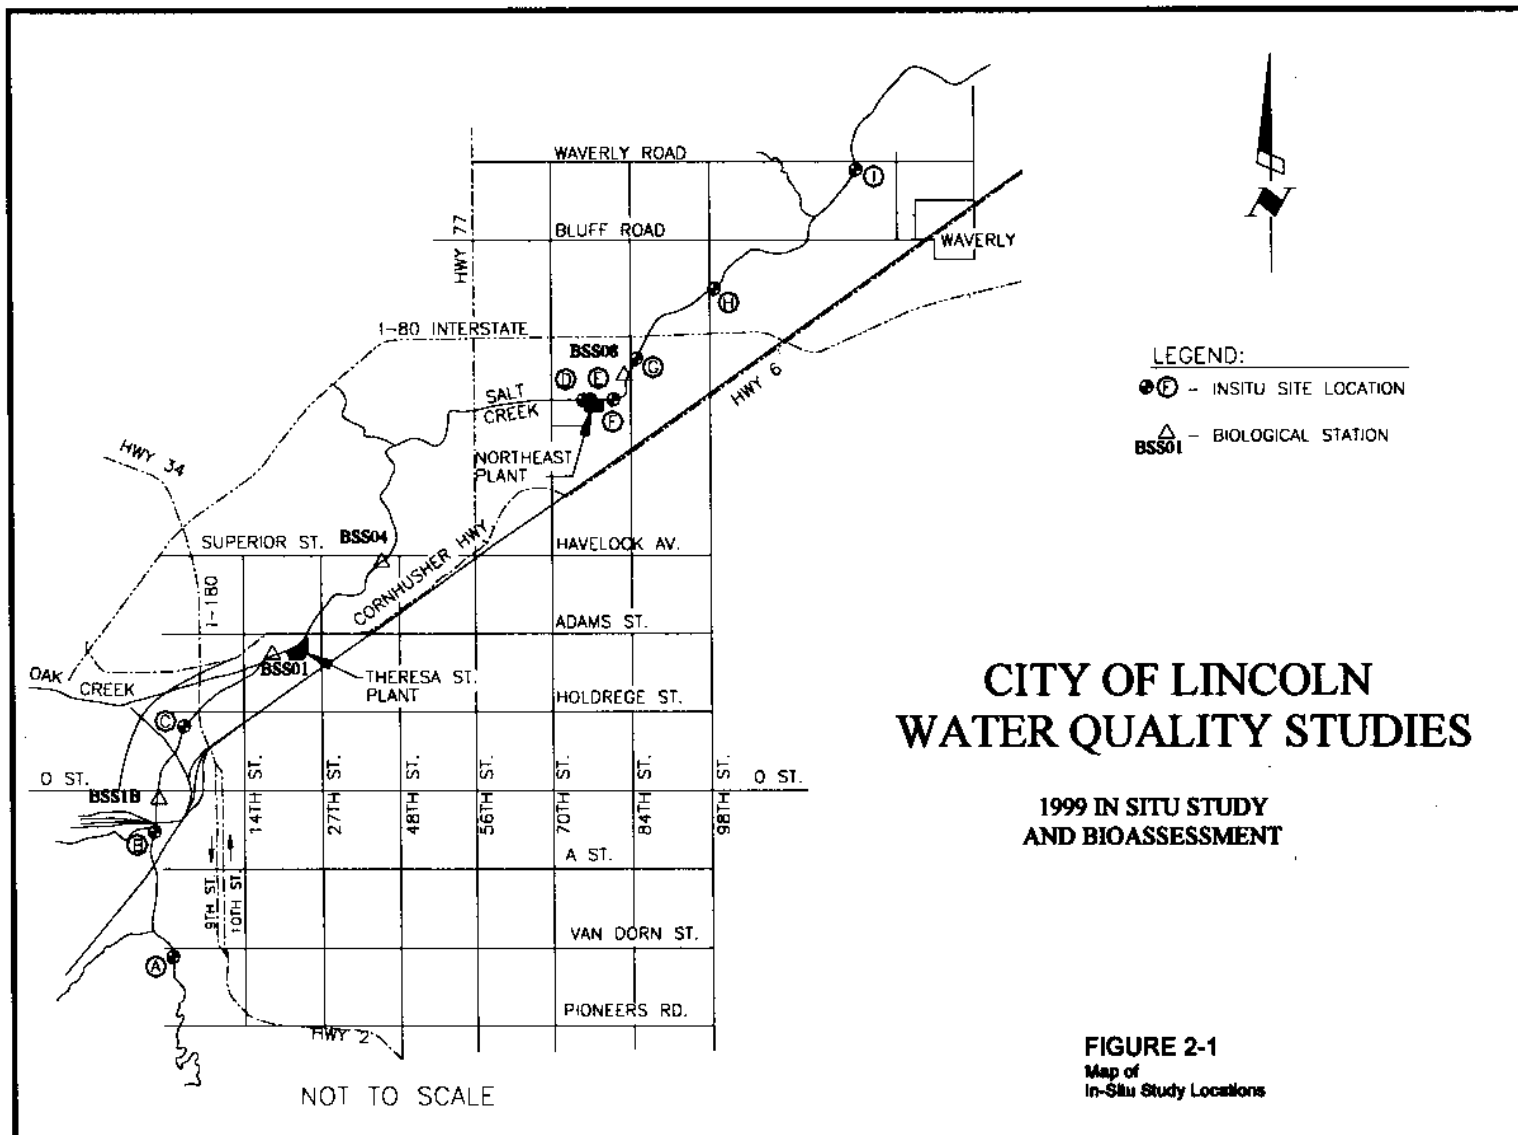 WAVERLY ROAD
I
HWY 77
BLUFF ROAD
WAVERLY
N
H
I-80 INTERSTATE
BSS06
G
D
E
F
SALT
CREEK
HWY 6
LEGEND:
F - INSITU SITE LOCATION
- BIOLOGICAL STATION
BSS01
HWY 34
NORTHEAST
PLANT
SUPERIOR ST.
BSS04
CORNHUSHER HWY
HAVELOCK AV.
I-180
ADAMS ST.
BSS01
THERESA ST.
PLANT
OAK
CREEK
HOLDREGE ST.
C
CITY OF LINCOLN
WATER QUALITY STUDIES
1999 IN SITU STUDY
AND BIOASSESSMENT
O ST.
O ST.
BSS1B
14TH ST.
27TH ST.
48TH ST.
56TH ST.
70TH ST.
84TH ST.
98TH ST.
B
A ST.
9TH ST.
10TH ST.
VAN DORN ST.
A
PIONEERS RD.
HWY 2
NOT TO SCALE
FIGURE 2-1
Map of
In-Situ Study Locations